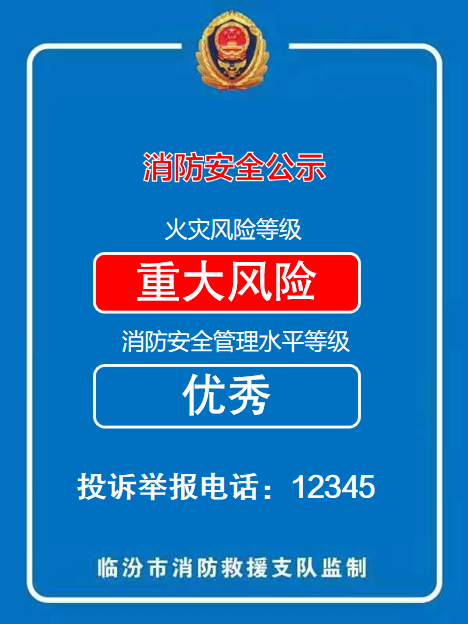 消防安全公示
火灾风险等级
重大风险
消防安全管理水平等级
优秀
投诉举报电话：12345
临汾市消防救援支队监制